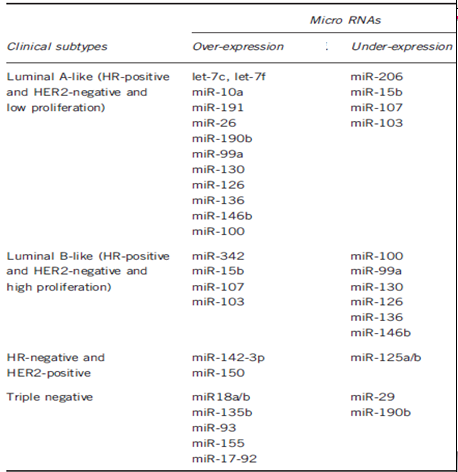 Micro RNAs
Clinical subtypes Over-expression Under-expression
Luminal A-like (HR-positive let-7c, let-7f miR-206
and HER2-negative and miR-10a miR-15b
low proliferation) miR-191 miR-107
miR-26 miR-103
miR-190b
miR-99a
miR-130
miR-126
miR-136
miR-146b
miR-100
Luminal B-like (HR-positive miR-342 miR-100
and HER2-negative and miR-15b miR-99a
high proliferation) miR-107 miR-130
miR-103 miR-126
miR-136
miR-146b
HR-negative and miR-142-3p miR-125a/b
HER2-positive miR-150
Triple negative miR18a/b miR-29
miR-135b miR-190b
miR-93
miR-155
miR-17-92